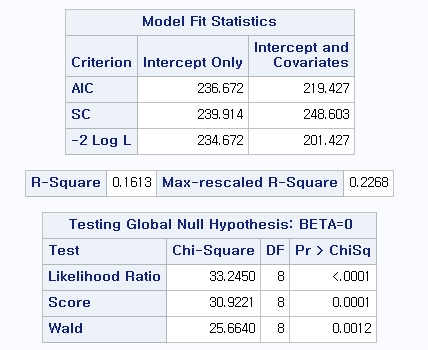 Model Fit Statistics
Criterion Intercept Only Intercept and Covariates
AIC 236.672 219.427
SC 239.914 248.603
-2 Log L 234.672 201.427
R-Square 0.1613 Max-rescaled R-Square 0.2268
Testing Global Null Hypothesis: BETA=0
Test Chi-Square DF Pr > ChiSq
Likelihood Ratio 33.2450 8 <.0001
Score 30.9221 8 0.0001
Wald 25.6640 8 0.0012